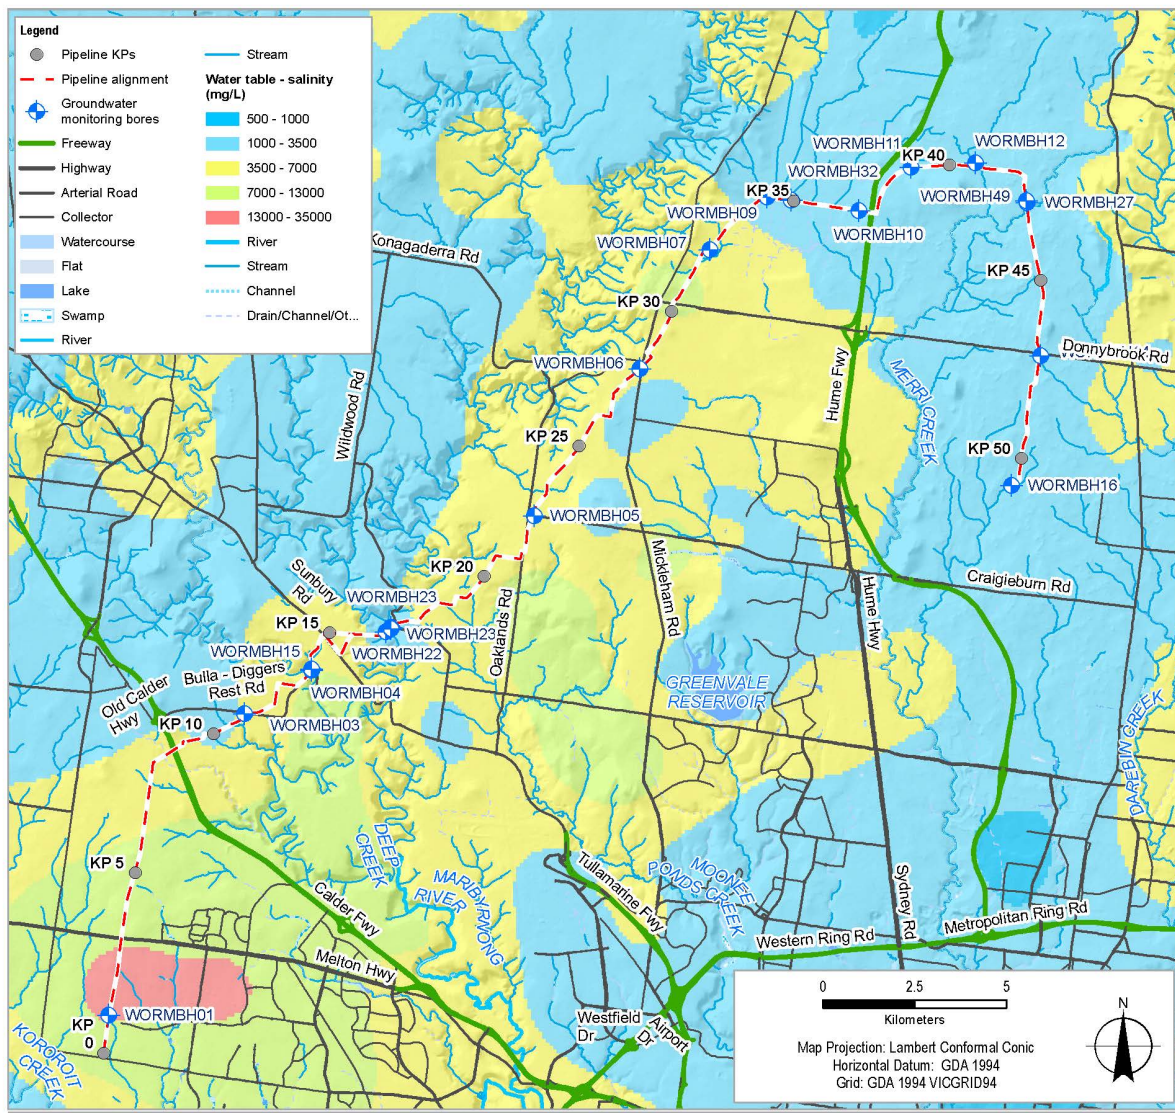 Legend
Pipeline KPs
Pipeline alignment
Groundwater
monitoring bores
Freeway
Highway
Arterial Road
Collector
Watercourse
Flat
Lake
Swamp
River
Stream
Water table - salinity
(mg/L)
500 - 1000
1000 - 3500
3500 - 7000
7000 - 13000
13000 - 35000
River
Stream
Channel
Drain/Channel/Ot...
WORMBH11
KP 40
WORMBH12
WORMBH32
KP 35
WORMBH09
WORMBH49
WORMBH27
WORMBH10
WORMBH07
Konagaderra Rd
KP 45
KP 30
Donnybrook Rd
WORMBH06
Hume Fwy
MERRI CREEK
Wildwood Rd
KP 25
KP 50
WORMBH16
WORMBH05
Mickleham Rd
KP 20
Craigieburn Rd
Sunbury
Rd
WORMBH23
Hume Hwy
KP 15
WORMBH23
Oaklands Rd
WORMBH15
WORMBH22
Bulla - Diggers
Rest Rd
WORMBH04
GREENVALE
RESERVOIR
Old Calder
Hwy
KP 10
WORMBH03
DAREBIN CREEK
DEEP
CREEK
KP 5
MARIBYRNONG
RIVER
Calder Fwy
Tullamarine Fwy
MOONEE
PONDS CREEK
Sydney Rd
Metropolitan Ring Rd
Western Ring Rd
Melton Hwy
WORMBH01
KP
0
KOROROIT
CREEK
Westfield
Dr
Airport
Dr
0
2.5
5
Kilometers
N
Map Projection: Lambert Conformal Conic
Horizontal Datum: GDA 1994
Grid: GDA 1994 VICGRID94